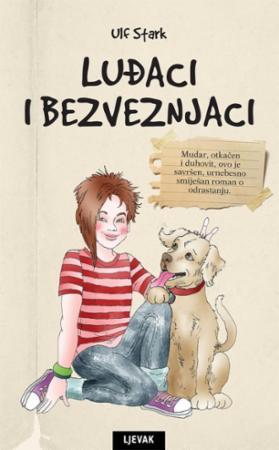 Ulf Stark
LUĐACI
I BEZVEZNJACI
Mudar, otkačen
i duhovit, ovo je
savršen, urnebesno
smiješan roman o
odrastanju.
LJEVAK